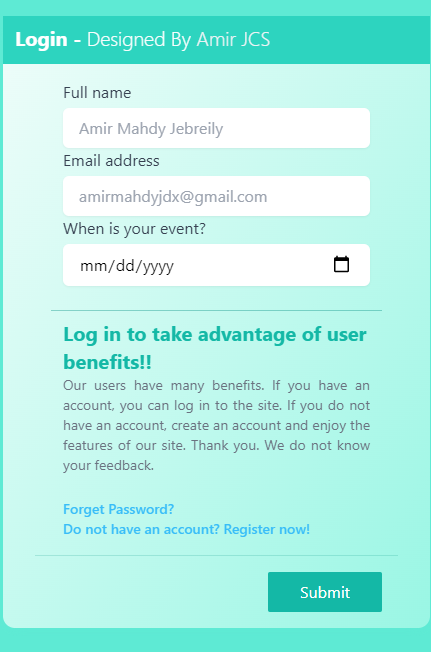 Login - Designed By Amir JCS
Full name
Amir Mahdy Jebreily
Email address
amirmahdyjdx@gmail.com
When is your event?
mm/dd/yyyy
Log in to take advantage of user
benefits!!
Our users have many benefits. If you have an
account, you can log in to the site. If you do not
have an account, create an account and enjoy the
features of our site. Thank you. We do not know
your feedback.
Forget Password?
Do not have an account? Register now!
Submit